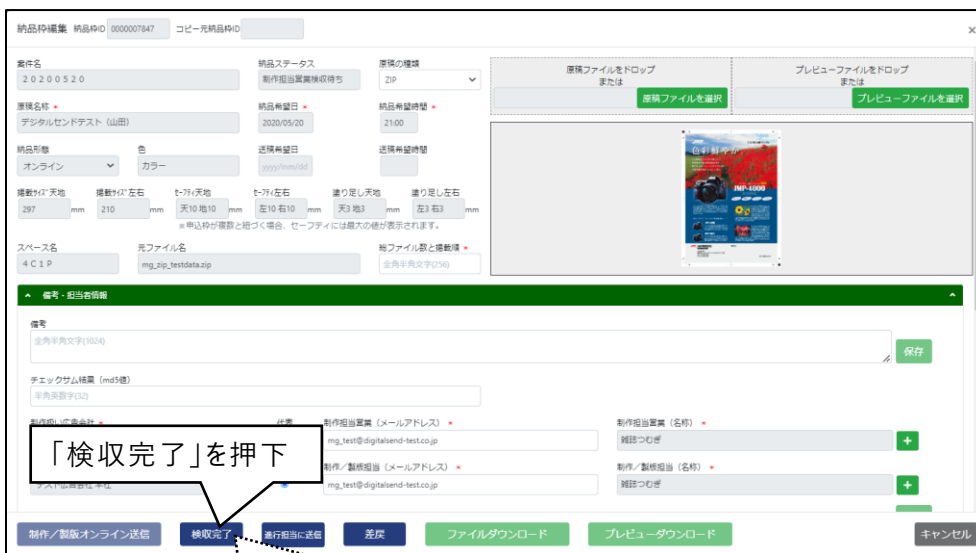 納品枠編集 納品枠ID 0000007847 コピー元納品枠ID ×
案件名 納品ステータス 原稿の種類
20200520 制作担当営業検収待ち ZIP
原稿ファイルをドロップ
または
原稿ファイルを選択
プレビューファイルをドロップ
または
プレビューファイルを選択
原稿名称 * 納品希望日 * 納品希望時間 *
デジタルセンドテスト（山田） 2020/05/20 21:00
納品形態 色 送稿希望日 送稿希望時間
オンライン カラー yyyy/mm/dd
掲載ｻｲｽﾞ天地 掲載ｻｲｽﾞ左右 ｾｰﾌﾃｨ天地 ｾｰﾌﾃｨ左右 塗り足し天地 塗り足し左右
297 mm 210 mm 天10 地10 mm 左10 右10 mm 天3 地3 mm 左3 右3 mm
※申込枠が複数と紐づく場合、セーフティには最大の値が表示されます。
スペース名 元ファイル名 総ファイル数と掲載順 *
4C1P mg_zip_testdata.zip 全角半角文字(256)
色彩鮮やか
JMP-4000
備考・担当者情報
備考
全角半角文字(1024)
保存
チェックサム結果（md5値）
半角英数字(32)
制作扱い広告会社 * 代表 制作担当営業（メールアドレス） * 制作担当営業（名称） *
mg_test@digitalsend-test.co.jp 雑誌つむぎ +
「検収完了」を押下
制作／製版担当（メールアドレス） * 制作／製版担当（名称） *
テスト広告会社 本社 mg_test@digitalsend-test.co.jp 雑誌つむぎ +
制作／製版オンライン送信 検収完了 進行担当に送信 差戻 ファイルダウンロード プレビューダウンロード キャンセル